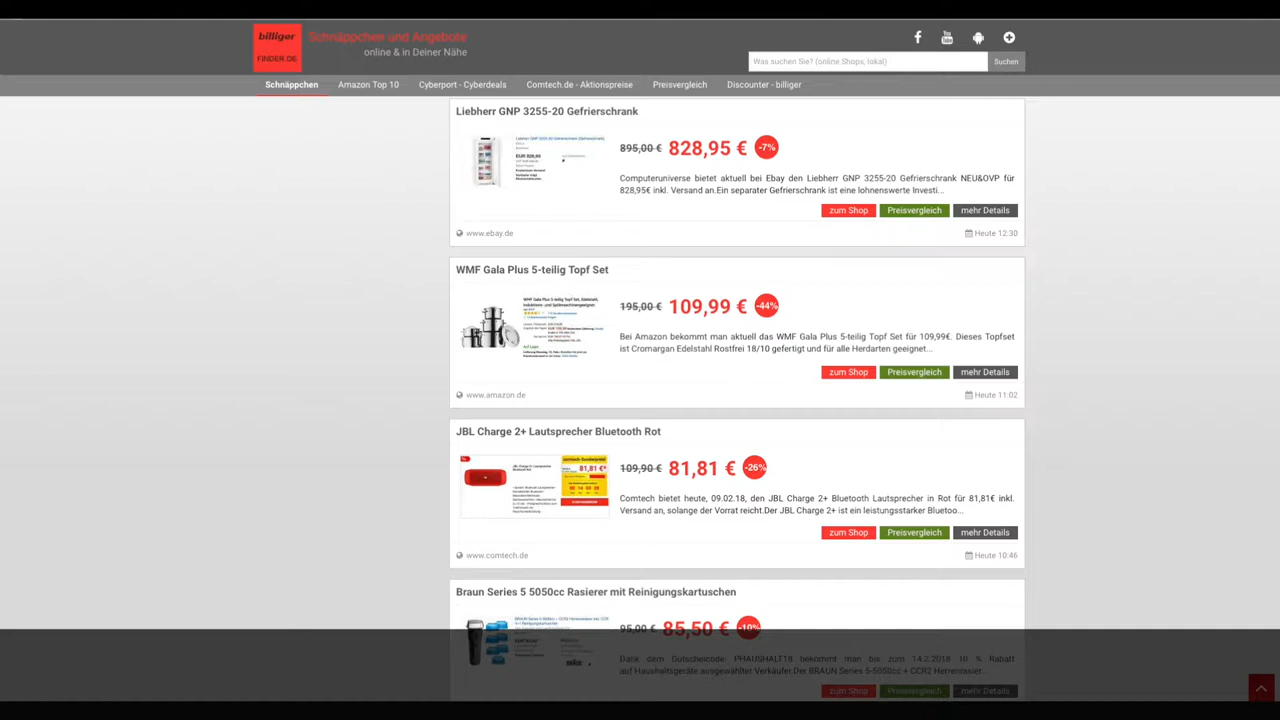 billiger
FINDER.DE
Schnäppchen und Angebote
online & in Deiner Nähe
Was suchen Sie? (online Shops, lokal)
Suchen
Schnäppchen
Amazon Top 10
Cyberport - Cyberdeals
Comtech.de - Aktionspreise
Preisvergleich
Discounter - billiger
Liebherr GNP 3255-20 Gefrierschrank
895,00 € 828,95 € -7%
Computeruniverse bietet aktuell bei Ebay den Liebherr GNP 3255-20 Gefrierschrank NEU&OVP für
828,95€ inkl. Versand an.Ein separater Gefrierschrank ist eine lohnenswerte Investi...
zum Shop Preisvergleich mehr Details
www.ebay.de Heute 12:30
WMF Gala Plus 5-teilig Topf Set
195,00 € 109,99 € -44%
Bei Amazon bekommt man aktuell das WMF Gala Plus 5-teilig Topf Set für 109,99€. Dieses Topfset
ist Cromargan Edelstahl Rostfrei 18/10 gefertigt und für alle Herdarten geeignet...
zum Shop Preisvergleich mehr Details
www.amazon.de Heute 11:02
JBL Charge 2+ Lautsprecher Bluetooth Rot
81,81 €*
109,90 € 81,81 € -26%
Comtech bietet heute, 09.02.18, den JBL Charge 2+ Bluetooth Lautsprecher in Rot für 81,81€ inkl.
Versand an, solange der Vorrat reicht.Der JBL Charge 2+ ist ein leistungsstarker Bluetoo...
zum Shop Preisvergleich mehr Details
www.comtech.de Heute 10:46
Braun Series 5 5050cc Rasierer mit Reinigungskartuschen
95,00 € 85,50 € -10%
Dank dem Gutscheicode: PHAUSHALT18 bekommt man bis zum 14.2.2018 10 % Rabatt
auf Haushaltsgeräte ausgewählter Verkäufer.Der BRAUN Series 5-5050cc + CCR2 Herrenrasier...
zum Shop Preisvergleich mehr Details